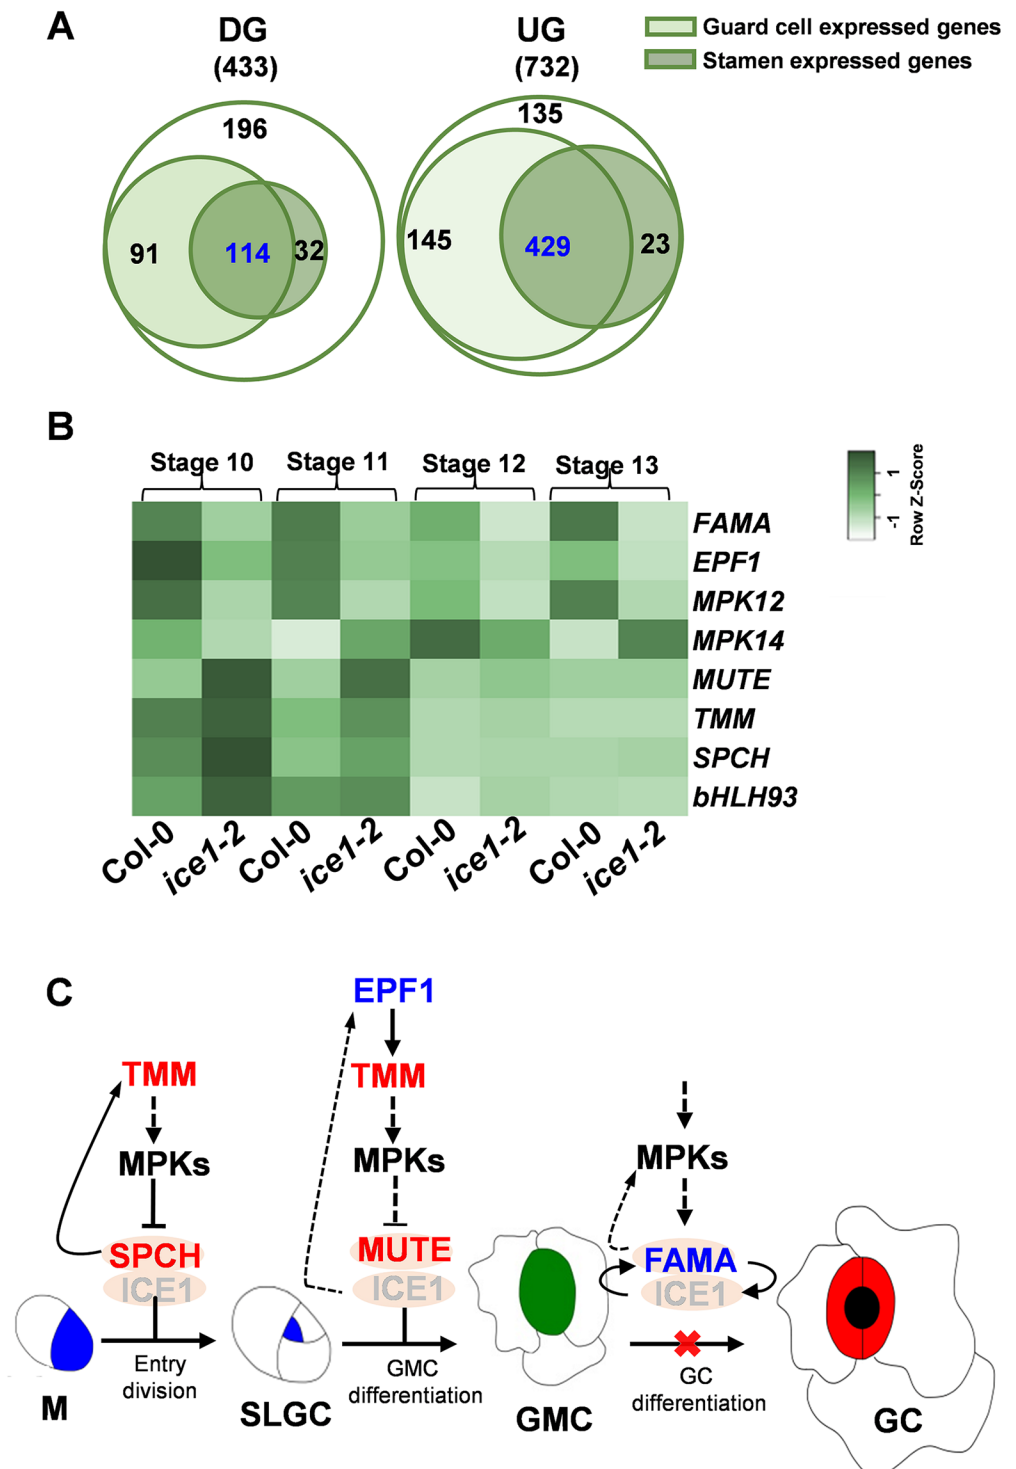 A
DG
(433)
UG
(732)
Guard cell expressed genes
Stamen expressed genes
196
91
114
32
135
145
429
23
B
Stage 10
Stage 11
Stage 12
Stage 13
1
-1
Row Z-Score
FAMA
EPF1
MPK12
MPK14
MUTE
TMM
SPCH
bHLH93
Col-0
ice1-2
Col-0
ice1-2
Col-0
ice1-2
Col-0
ice1-2
C
TMM
MPKs
SPCH
ICE1
Entry
division
M
EPF1
TMM
MPKs
MUTE
ICE1
GMC
differentiation
SLGC
MPKs
FAMA
ICE1
GC
differentiation
GMC
GC